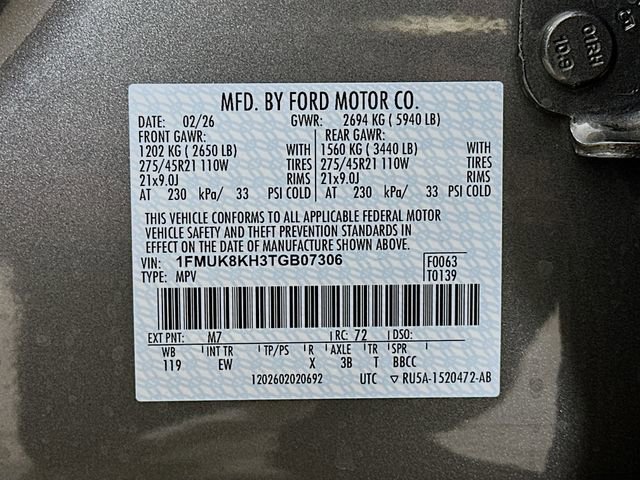 01RH
10.9
MFD. BY FORD MOTOR CO.
DATE: 02/26 GVWR: 2694 KG ( 5940 LB)
FRONT GAWR: REAR GAWR:
1202 KG ( 2650 LB) WITH 1560 KG ( 3440 LB) WITH
275/45R21 110W TIRES 275/45R21 110W TIRES
21x9.0J RIMS 21x9.0J RIMS
AT 230 kPa/ 33 PSI COLD AT 230 kPa/ 33 PSI COLD
THIS VEHICLE CONFORMS TO ALL APPLICABLE FEDERAL MOTOR
VEHICLE SAFETY AND THEFT PREVENTION STANDARDS IN
EFFECT ON THE DATE OF MANUFACTURE SHOWN ABOVE.
VIN: 1FMUK8KH3TGB07306 F0063
TYPE: MPV T0139
EXT PNT: M7 RC: 72 DSO:
WB INT TR TP/PS R AXLE TR SPR
119 EW X 3B T BBCC
1202602020692 UTC ▽ RU5A-1520472-AB